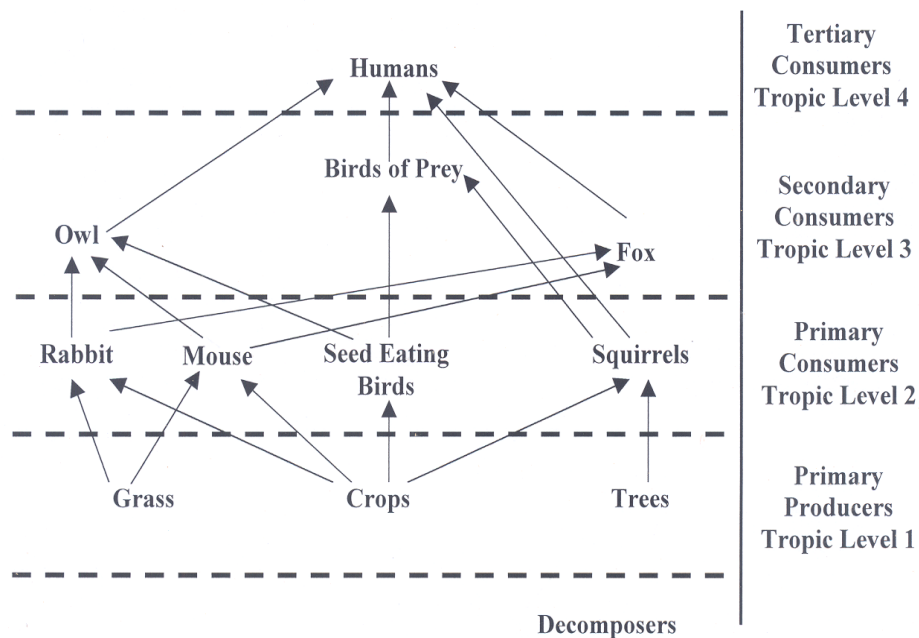 Tertiary
Consumers
Tropic Level 4
Humans
Birds of Prey
Secondary
Consumers
Tropic Level 3
Owl
Fox
Rabbit
Mouse
Seed Eating
Birds
Squirrels
Primary
Consumers
Tropic Level 2
Grass
Crops
Trees
Primary
Producers
Tropic Level 1
Decomposers